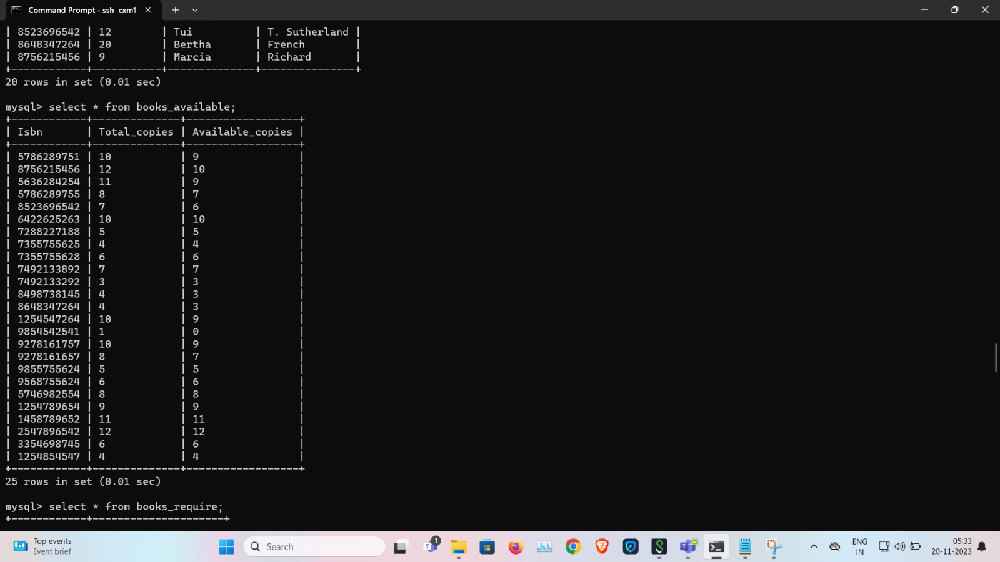 Command Prompt - ssh cxm1
| 8523696542 | 12        | Tui          | T. Sutherland |
| 8648347264 | 20        | Bertha       | French        |
| 8756215456 | 9         | Marcia       | Richard       |
+------------+-----------+--------------+---------------+
20 rows in set (0.01 sec)
mysql> select * from books_available;
+------------+--------------+------------------+
| Isbn       | Total_copies | Available_copies |
+------------+--------------+------------------+
| 5786289751 | 10           | 9                |
| 8756215456 | 12           | 10               |
| 5636284254 | 11           | 9                |
| 5786289755 | 8            | 7                |
| 8523696542 | 7            | 6                |
| 6422625263 | 10           | 10               |
| 7288227188 | 5            | 5                |
| 7355755625 | 4            | 4                |
| 7355755628 | 6            | 6                |
| 7492133892 | 7            | 7                |
| 7492133292 | 3            | 3                |
| 8498738145 | 4            | 3                |
| 8648347264 | 4            | 3                |
| 1254547264 | 10           | 9                |
| 9854542541 | 1            | 0                |
| 9278161757 | 10           | 9                |
| 9278161657 | 8            | 7                |
| 9855755624 | 5            | 5                |
| 9568755624 | 6            | 6                |
| 5746982554 | 8            | 8                |
| 1254789654 | 9            | 9                |
| 1458789652 | 11           | 11               |
| 2547896542 | 12           | 12               |
| 3354698745 | 6            | 6                |
| 1254854547 | 4            | 4                |
+------------+--------------+------------------+
25 rows in set (0.01 sec)
mysql> select * from books_require;
+------------+---------------------+
Top events
Event brief
Search
1
ENG
IN
05:33
20-11-2023